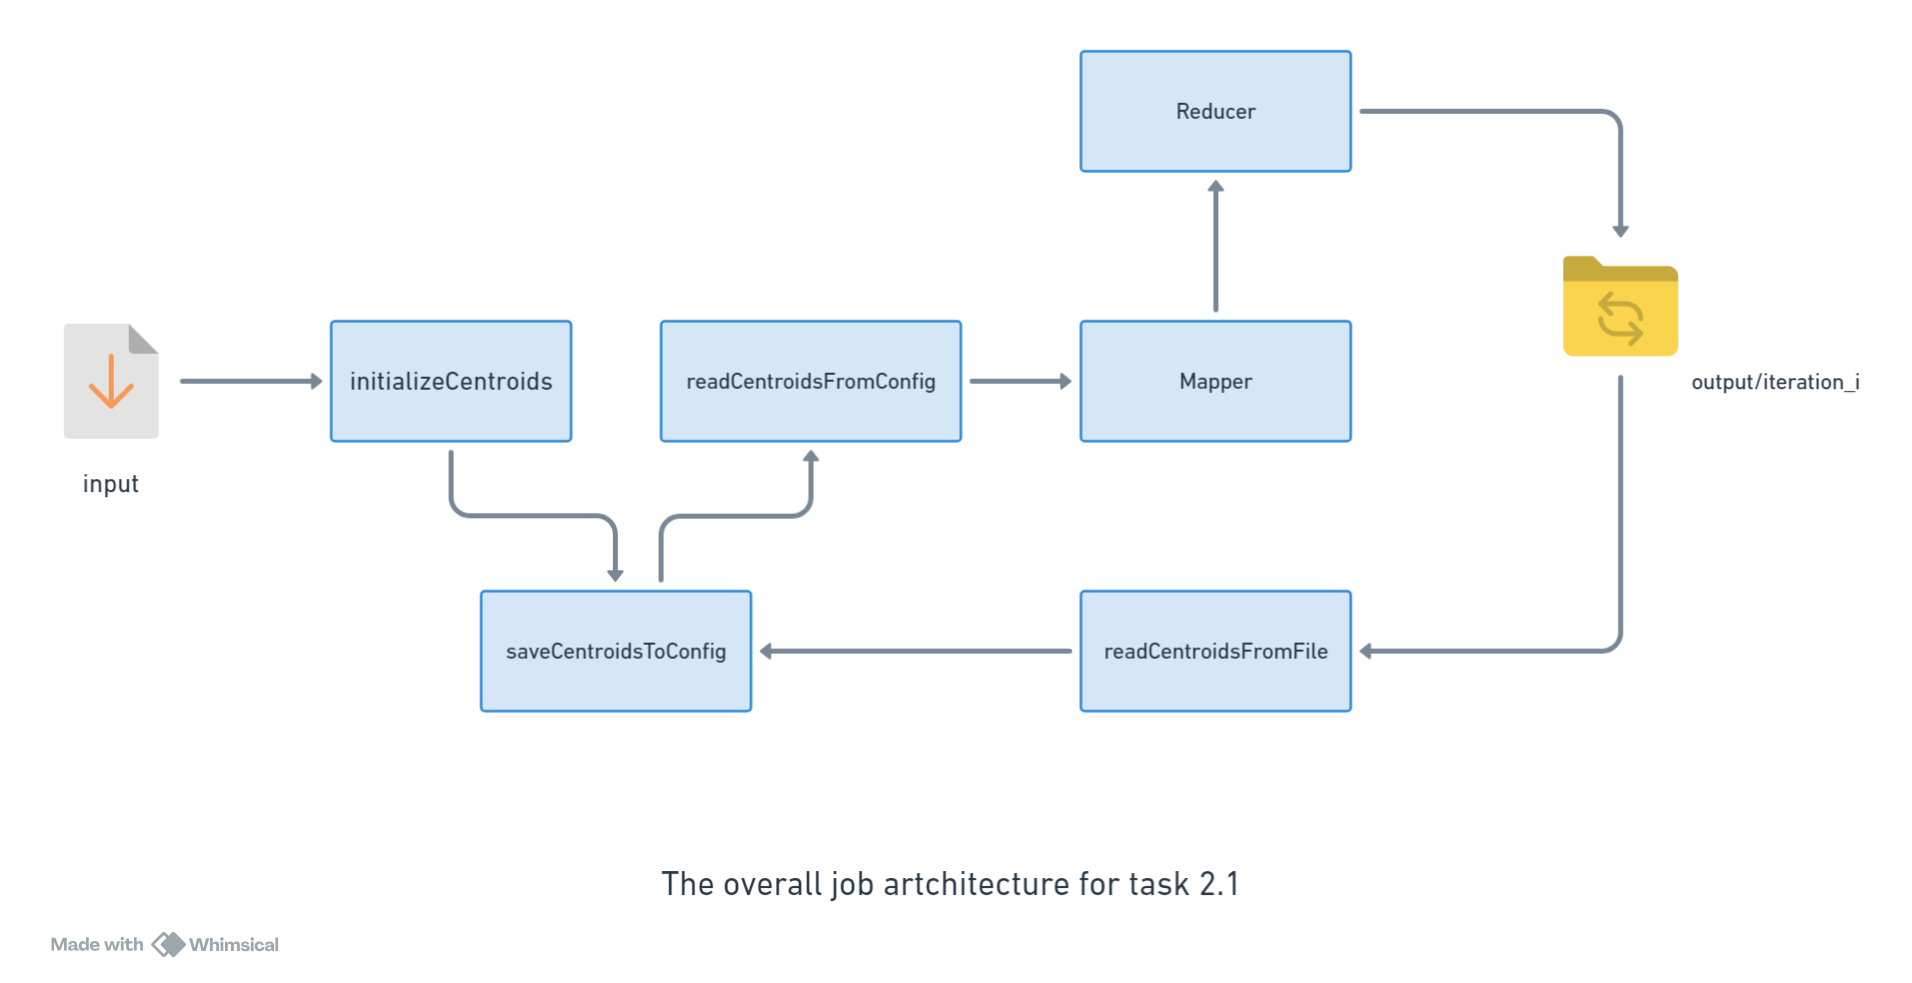 Reducer
initializeCentroids
readCentroidsFromConfig
Mapper
output/iteration_i
input
saveCentroidsToConfig
readCentroidsFromFile
The overall job artchitecture for task 2.1
Made with Whimsical